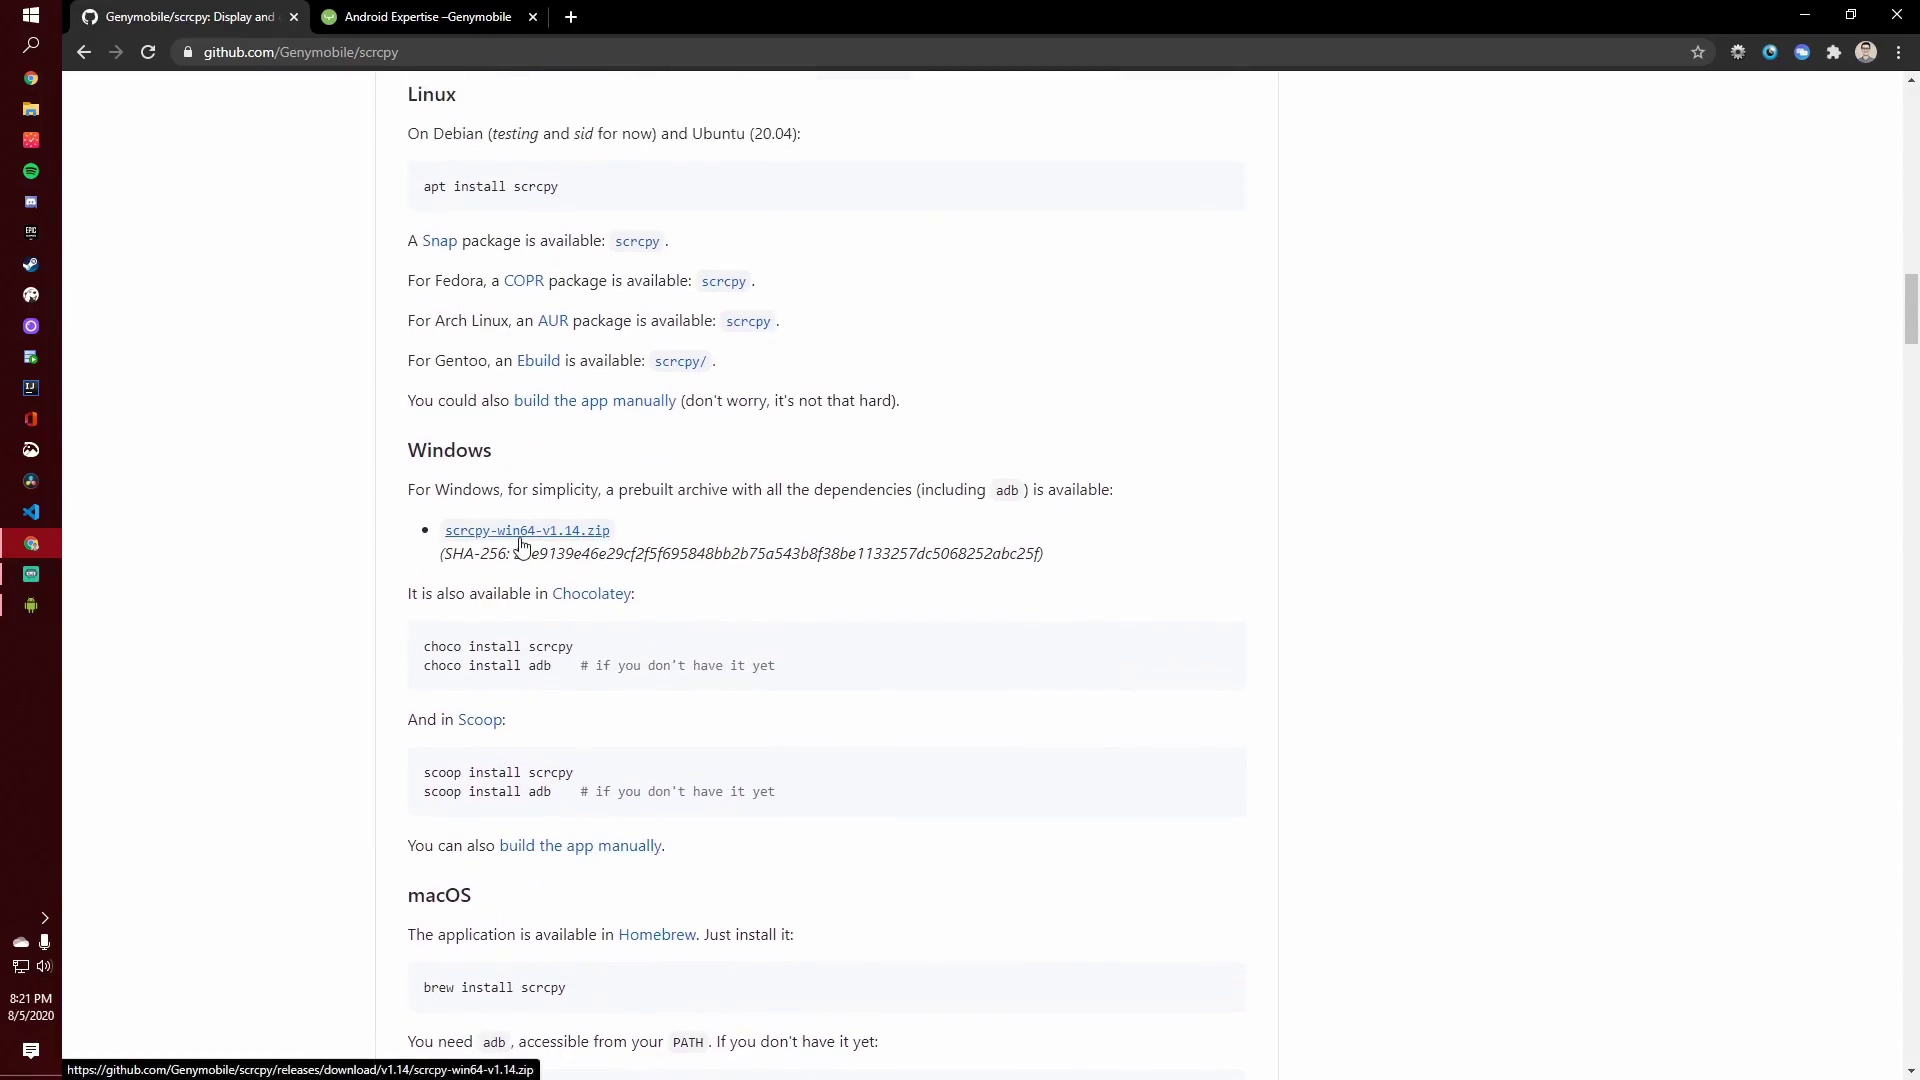 Genymobile/scrcpy: Display and
Android Expertise –Genymobile
github.com/Genymobile/scrcpy
Linux
On Debian (testing and sid for now) and Ubuntu (20.04):
apt install scrcpy
A Snap package is available: scrcpy .
For Fedora, a COPR package is available: scrcpy .
For Arch Linux, an AUR package is available: scrcpy .
For Gentoo, an Ebuild is available: scrcpy/ .
You could also build the app manually (don't worry, it's not that hard).
Windows
For Windows, for simplicity, a prebuilt archive with all the dependencies (including adb ) is available:
scrcpy-win64-v1.14.zip
(SHA-256: e9139e46e29cf2f5f695848bb2b75a543b8f38be1133257dc5068252abc25f)
It is also available in Chocolatey:
choco install scrcpy
choco install adb # if you don't have it yet
And in Scoop:
scoop install scrcpy
scoop install adb # if you don't have it yet
You can also build the app manually.
macOS
The application is available in Homebrew. Just install it:
brew install scrcpy
You need adb , accessible from your PATH . If you don't have it yet:
EPIC
IJ
8:21 PM
8/5/2020
https://github.com/Genymobile/scrcpy/releases/download/v1.14/scrcpy-win64-v1.14.zip